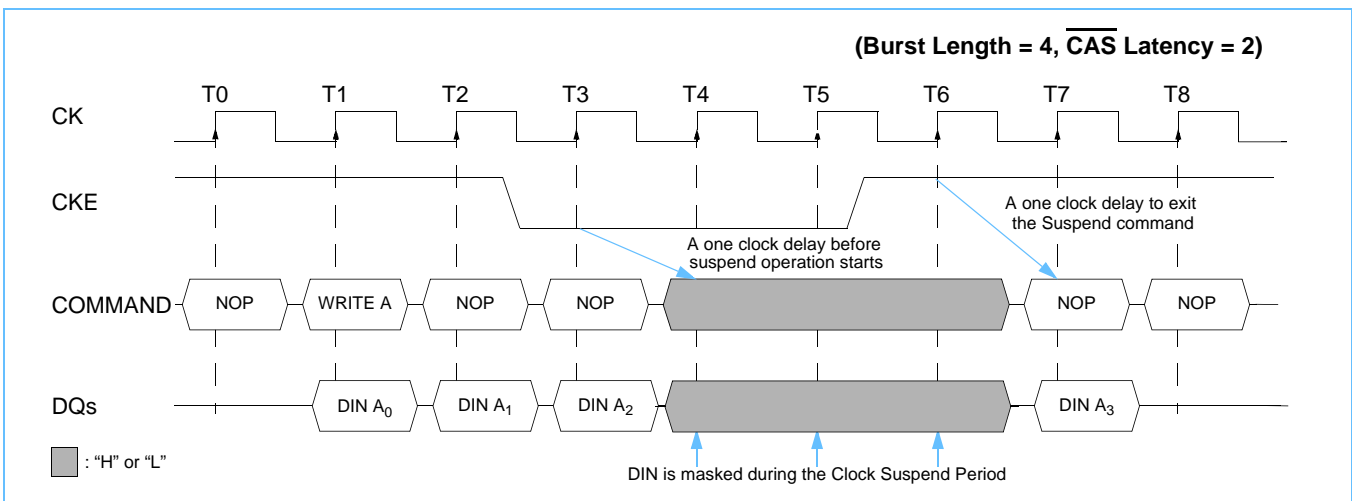 (Burst Length = 4, CAS Latency = 2)
T0 T1 T2 T3 T4 T5 T6 T7 T8
CK
CKE
A one clock delay to exit
the Suspend command
A one clock delay before
suspend operation starts
COMMAND NOP WRITE A NOP NOP NOP NOP
DQs DIN A0 DIN A1 DIN A2 DIN A3
: “H” or “L”
DIN is masked during the Clock Suspend Period